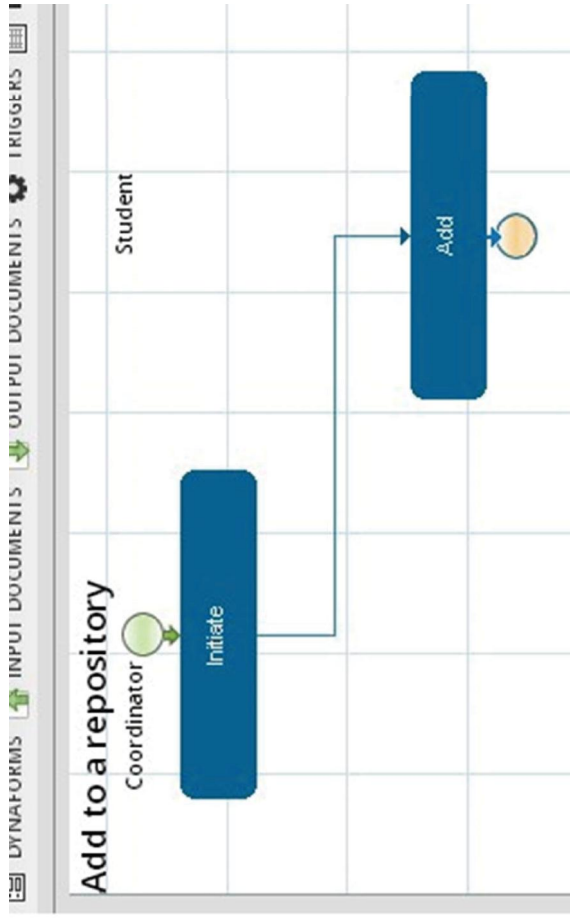 DYNAFORMS INPUT DOCUMENTS OUTPUT DOCUMENTS TRIGGERS
Add to a repository
Coordinator
Student
Initiate
Add